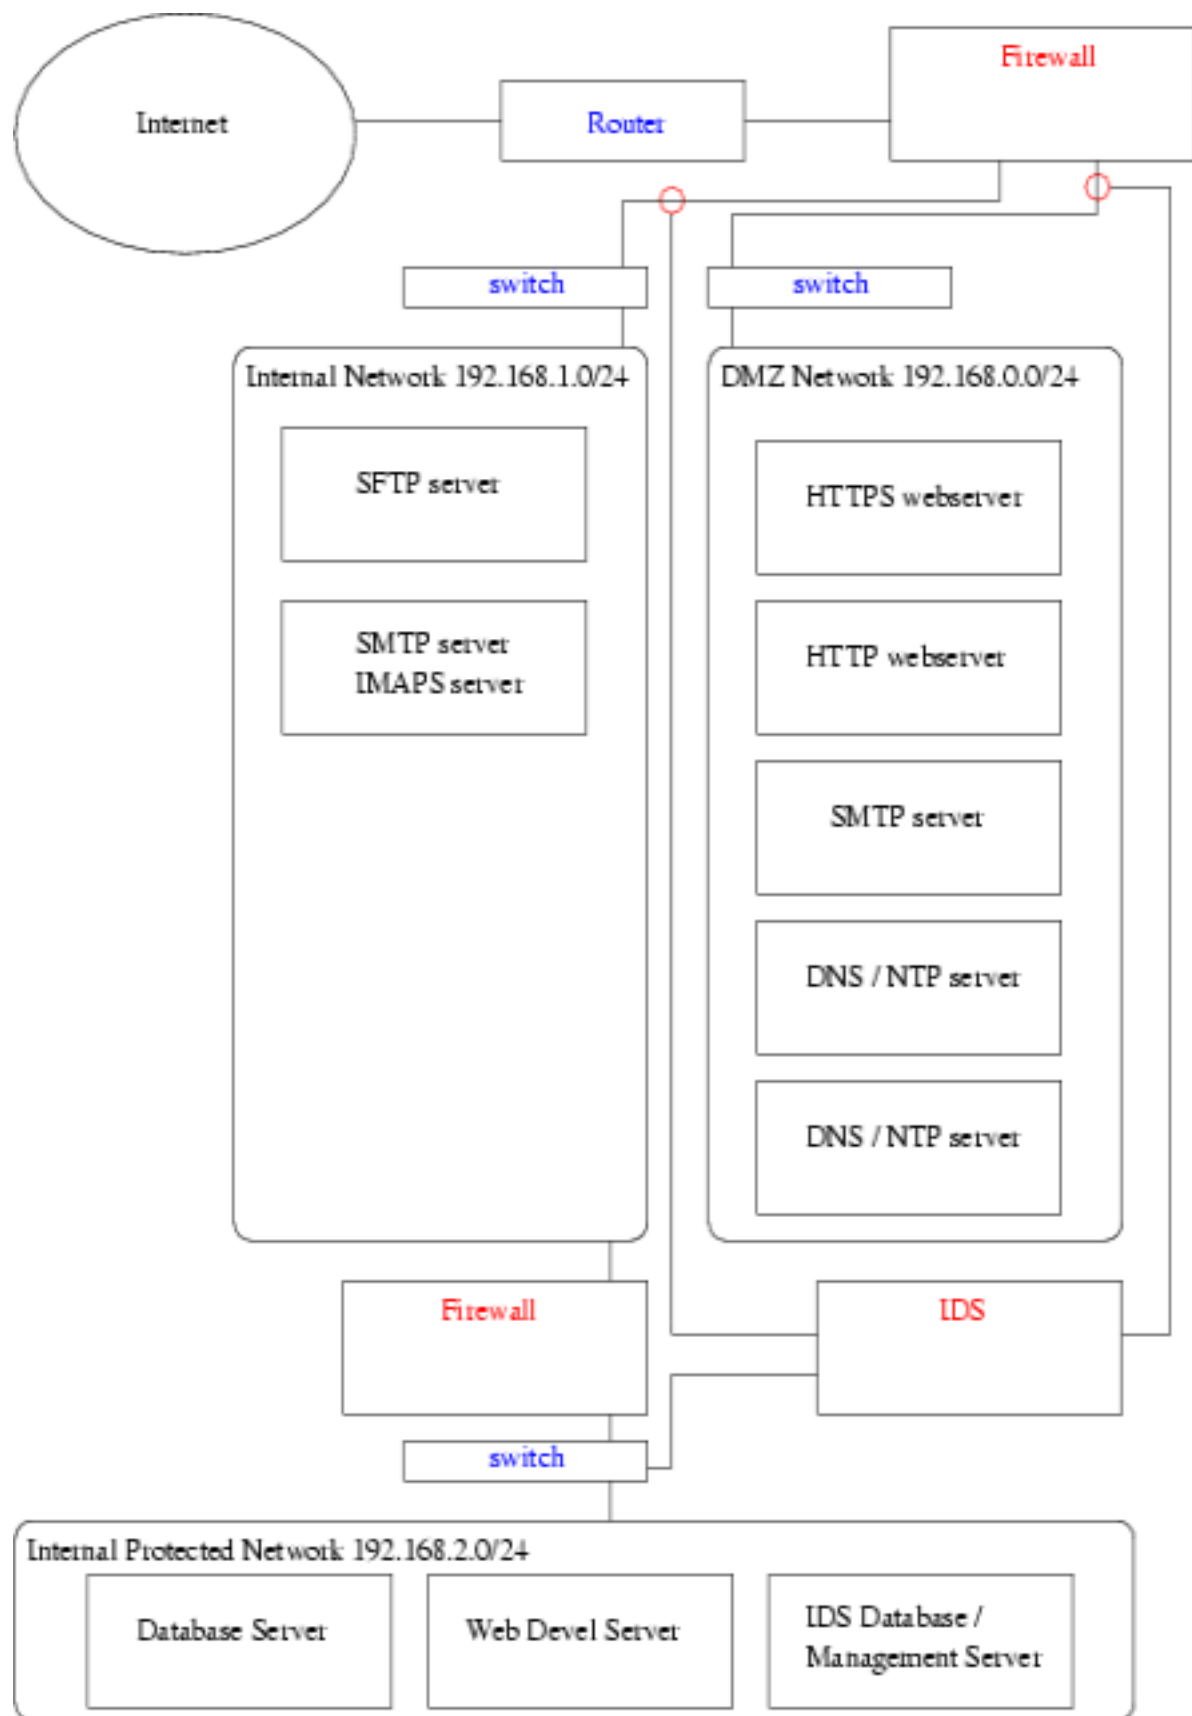 Internet
Router
Firewall
switch
switch
Internal Network 192.168.1.0/24
SFTP server
SMTP server
IMAPS server
DMZ Network 192.168.0.0/24
HTTPS webserver
HTTP webserver
SMTP server
DNS / NTP server
DNS / NTP server
Firewall
IDS
switch
Internal Protected Network 192.168.2.0/24
Database Server
Web Devel Server
IDS Database /
Management Server